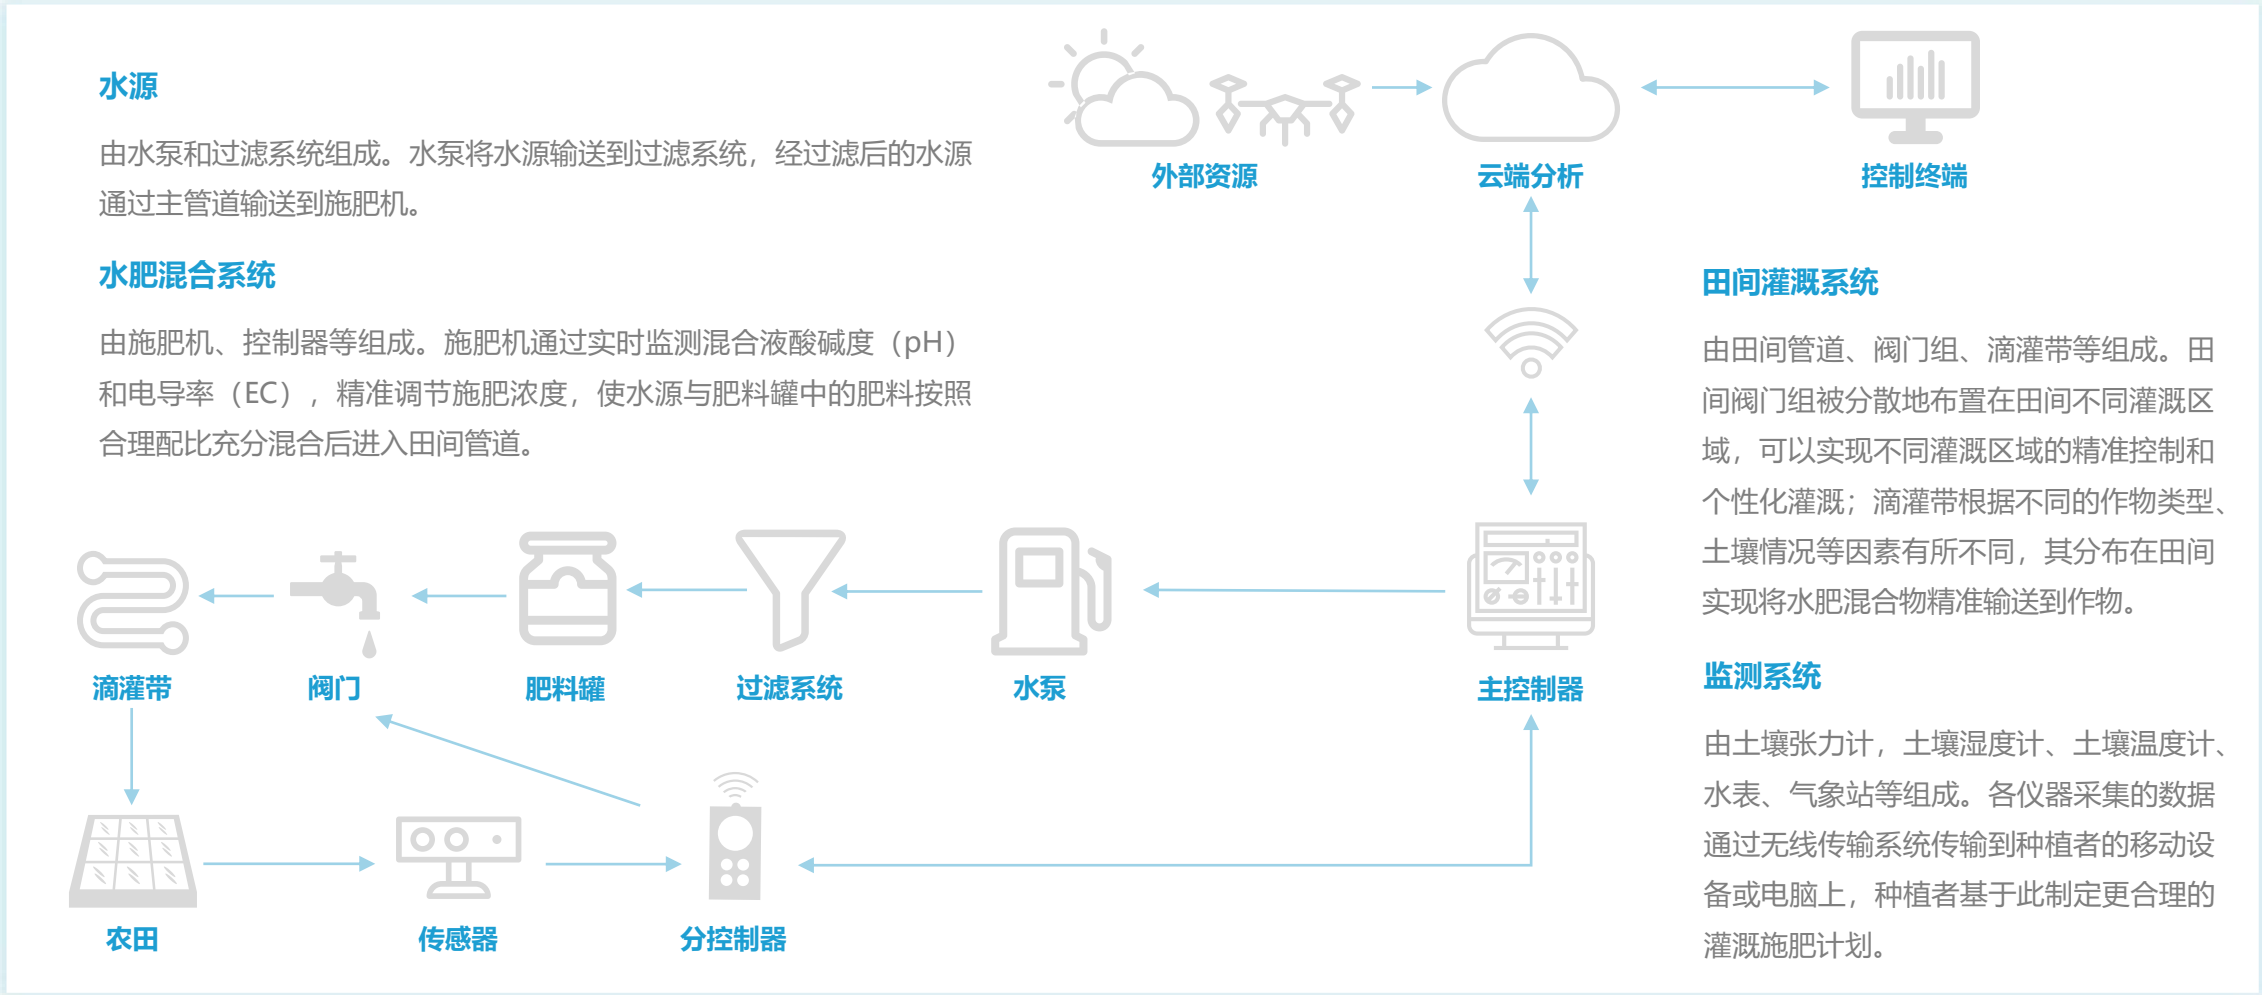 水源
由水泵和过滤系统组成。水泵将水源输送到过滤系统，经过滤后的水源
通过主管道输送到施肥机。
水肥混合系统
由施肥机、控制器等组成。施肥机通过实时监测混合液酸碱度（pH）
和电导率（EC），精准调节施肥浓度，使水源与肥料罐中的肥料按照
合理配比充分混合后进入田间管道。
外部资源
云端分析
控制终端
田间灌溉系统
由田间管道、阀门组、滴灌带等组成。田
间阀门组被分散地布置在田间不同灌溉区
域，可以实现不同灌溉区域的精准控制和
个性化灌溉；滴灌带根据不同的作物类型、
土壤情况等因素有所不同，其分布在田间
实现将水肥混合物精准输送到作物。
监测系统
由土壤张力计，土壤湿度计、土壤温度计、
水表、气象站等组成。各仪器采集的数据
通过无线传输系统传输到种植者的移动设
备或电脑上，种植者基于此制定更合理的
灌溉施肥计划。
滴灌带
阀门
肥料罐
过滤系统
水泵
主控制器
农田
传感器
分控制器